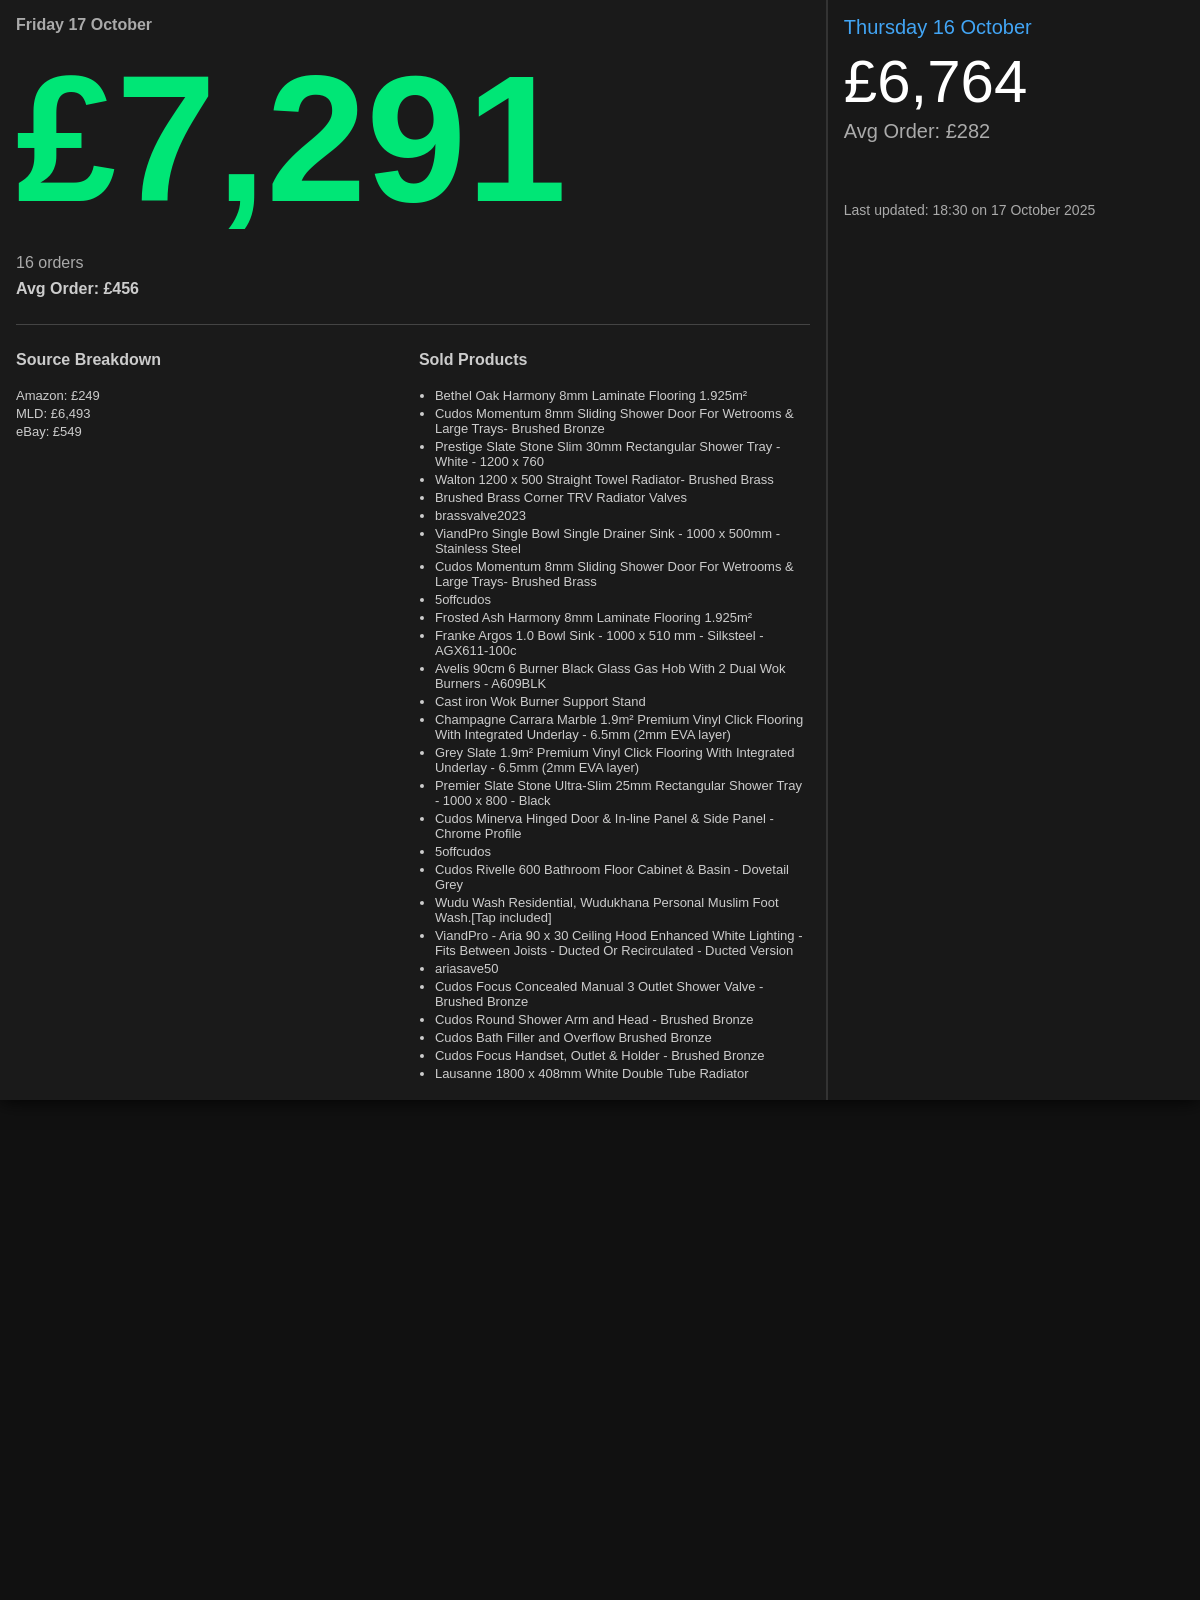 Friday 17 October
£7,291
16 orders
Avg Order: £456
Source Breakdown
Amazon: £249
MLD: £6,493
eBay: £549
Sold Products
• Bethel Oak Harmony 8mm Laminate Flooring 1.925m²
• Cudos Momentum 8mm Sliding Shower Door For Wetrooms &
Large Trays- Brushed Bronze
• Prestige Slate Stone Slim 30mm Rectangular Shower Tray -
White - 1200 x 760
• Walton 1200 x 500 Straight Towel Radiator- Brushed Brass
• Brushed Brass Corner TRV Radiator Valves
• brassvalve2023
• ViandPro Single Bowl Single Drainer Sink - 1000 x 500mm -
Stainless Steel
• Cudos Momentum 8mm Sliding Shower Door For Wetrooms &
Large Trays- Brushed Brass
• 5offcudos
• Frosted Ash Harmony 8mm Laminate Flooring 1.925m²
• Franke Argos 1.0 Bowl Sink - 1000 x 510 mm - Silksteel -
AGX611-100c
• Avelis 90cm 6 Burner Black Glass Gas Hob With 2 Dual Wok
Burners - A609BLK
• Cast iron Wok Burner Support Stand
• Champagne Carrara Marble 1.9m² Premium Vinyl Click Flooring
With Integrated Underlay - 6.5mm (2mm EVA layer)
• Grey Slate 1.9m² Premium Vinyl Click Flooring With Integrated
Underlay - 6.5mm (2mm EVA layer)
• Premier Slate Stone Ultra-Slim 25mm Rectangular Shower Tray
- 1000 x 800 - Black
• Cudos Minerva Hinged Door & In-line Panel & Side Panel -
Chrome Profile
• 5offcudos
• Cudos Rivelle 600 Bathroom Floor Cabinet & Basin - Dovetail
Grey
• Wudu Wash Residential, Wudukhana Personal Muslim Foot
Wash.[Tap included]
• ViandPro - Aria 90 x 30 Ceiling Hood Enhanced White Lighting -
Fits Between Joists - Ducted Or Recirculated - Ducted Version
• ariasave50
• Cudos Focus Concealed Manual 3 Outlet Shower Valve -
Brushed Bronze
• Cudos Round Shower Arm and Head - Brushed Bronze
• Cudos Bath Filler and Overflow Brushed Bronze
• Cudos Focus Handset, Outlet & Holder - Brushed Bronze
• Lausanne 1800 x 408mm White Double Tube Radiator
Thursday 16 October
£6,764
Avg Order: £282
Last updated: 18:30 on 17 October 2025